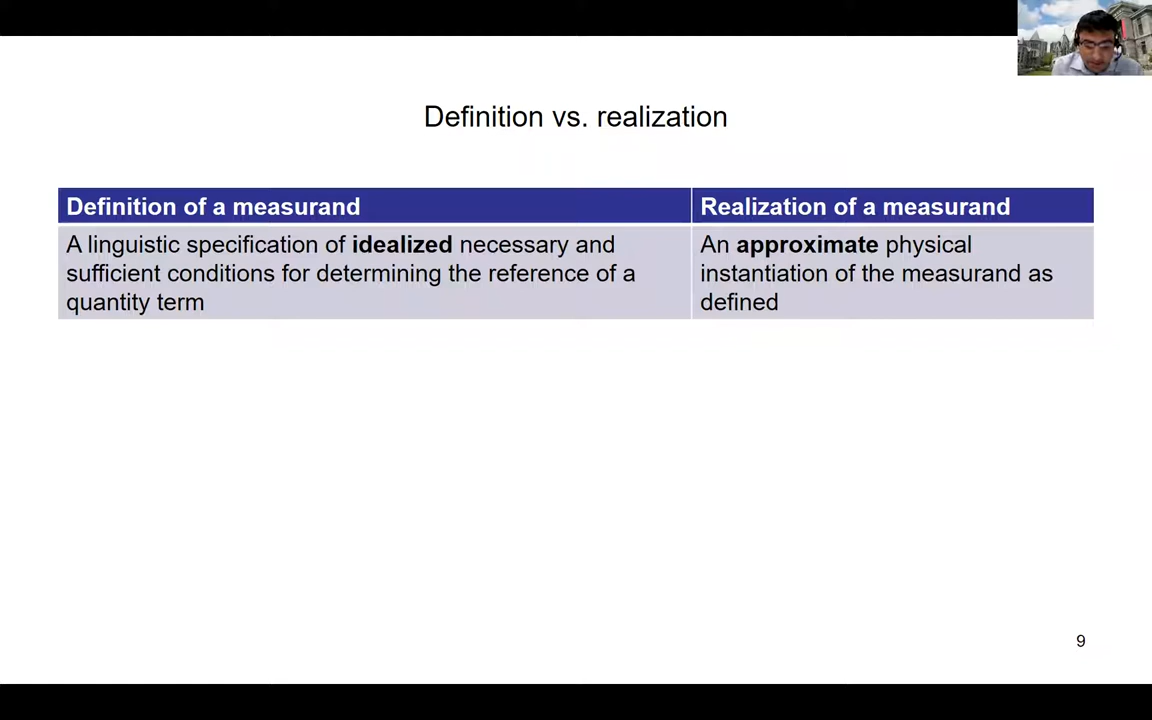 Definition vs. realization
Definition of a measurand
Realization of a measurand
A linguistic specification of idealized necessary and
sufficient conditions for determining the reference of a
quantity term
An approximate physical
instantiation of the measurand as
defined
9